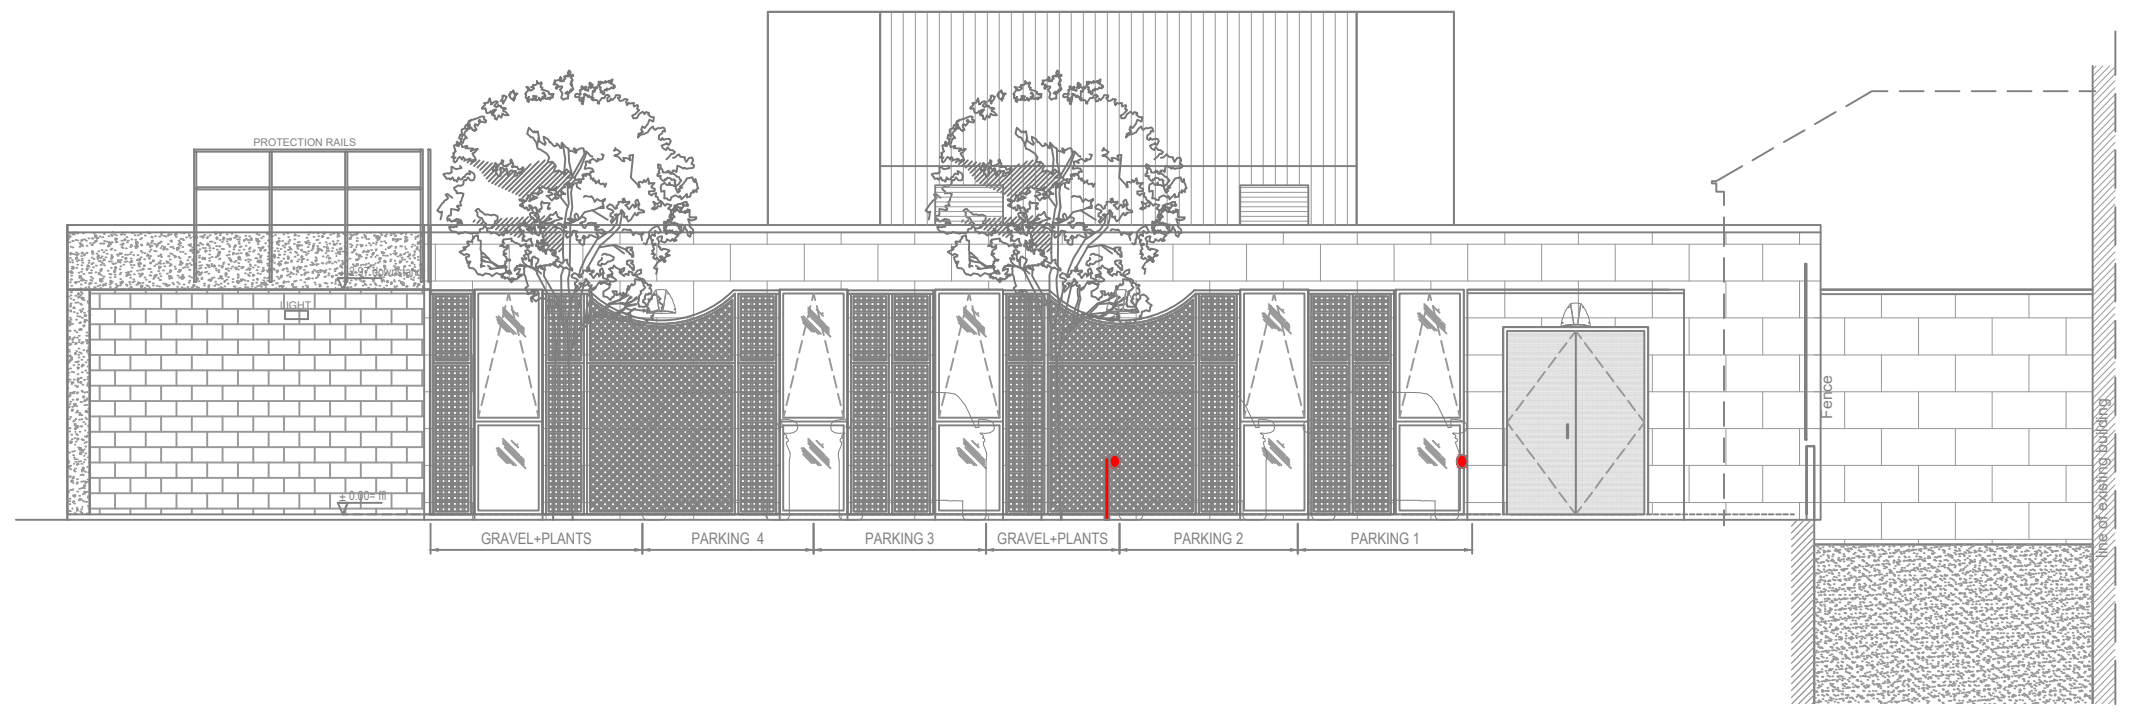 PROTECTION RAILS
LIGHT
± 0.00= ffl
GRAVEL+PLANTS
PARKING 4
PARKING 3
GRAVEL+PLANTS
PARKING 2
PARKING 1
Fence
line of existing building